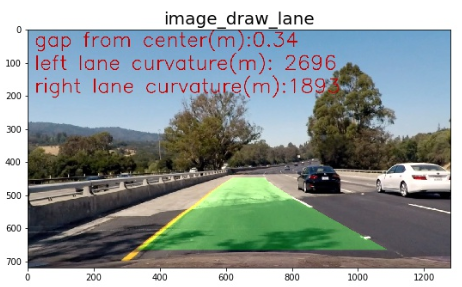 image_draw_lane
gap from center(m):0.34
left lane curvature(m): 2696
right lane curvature(m):1893
0
100
200
300
400
500
600
700
0 200 400 600 800 1000 1200